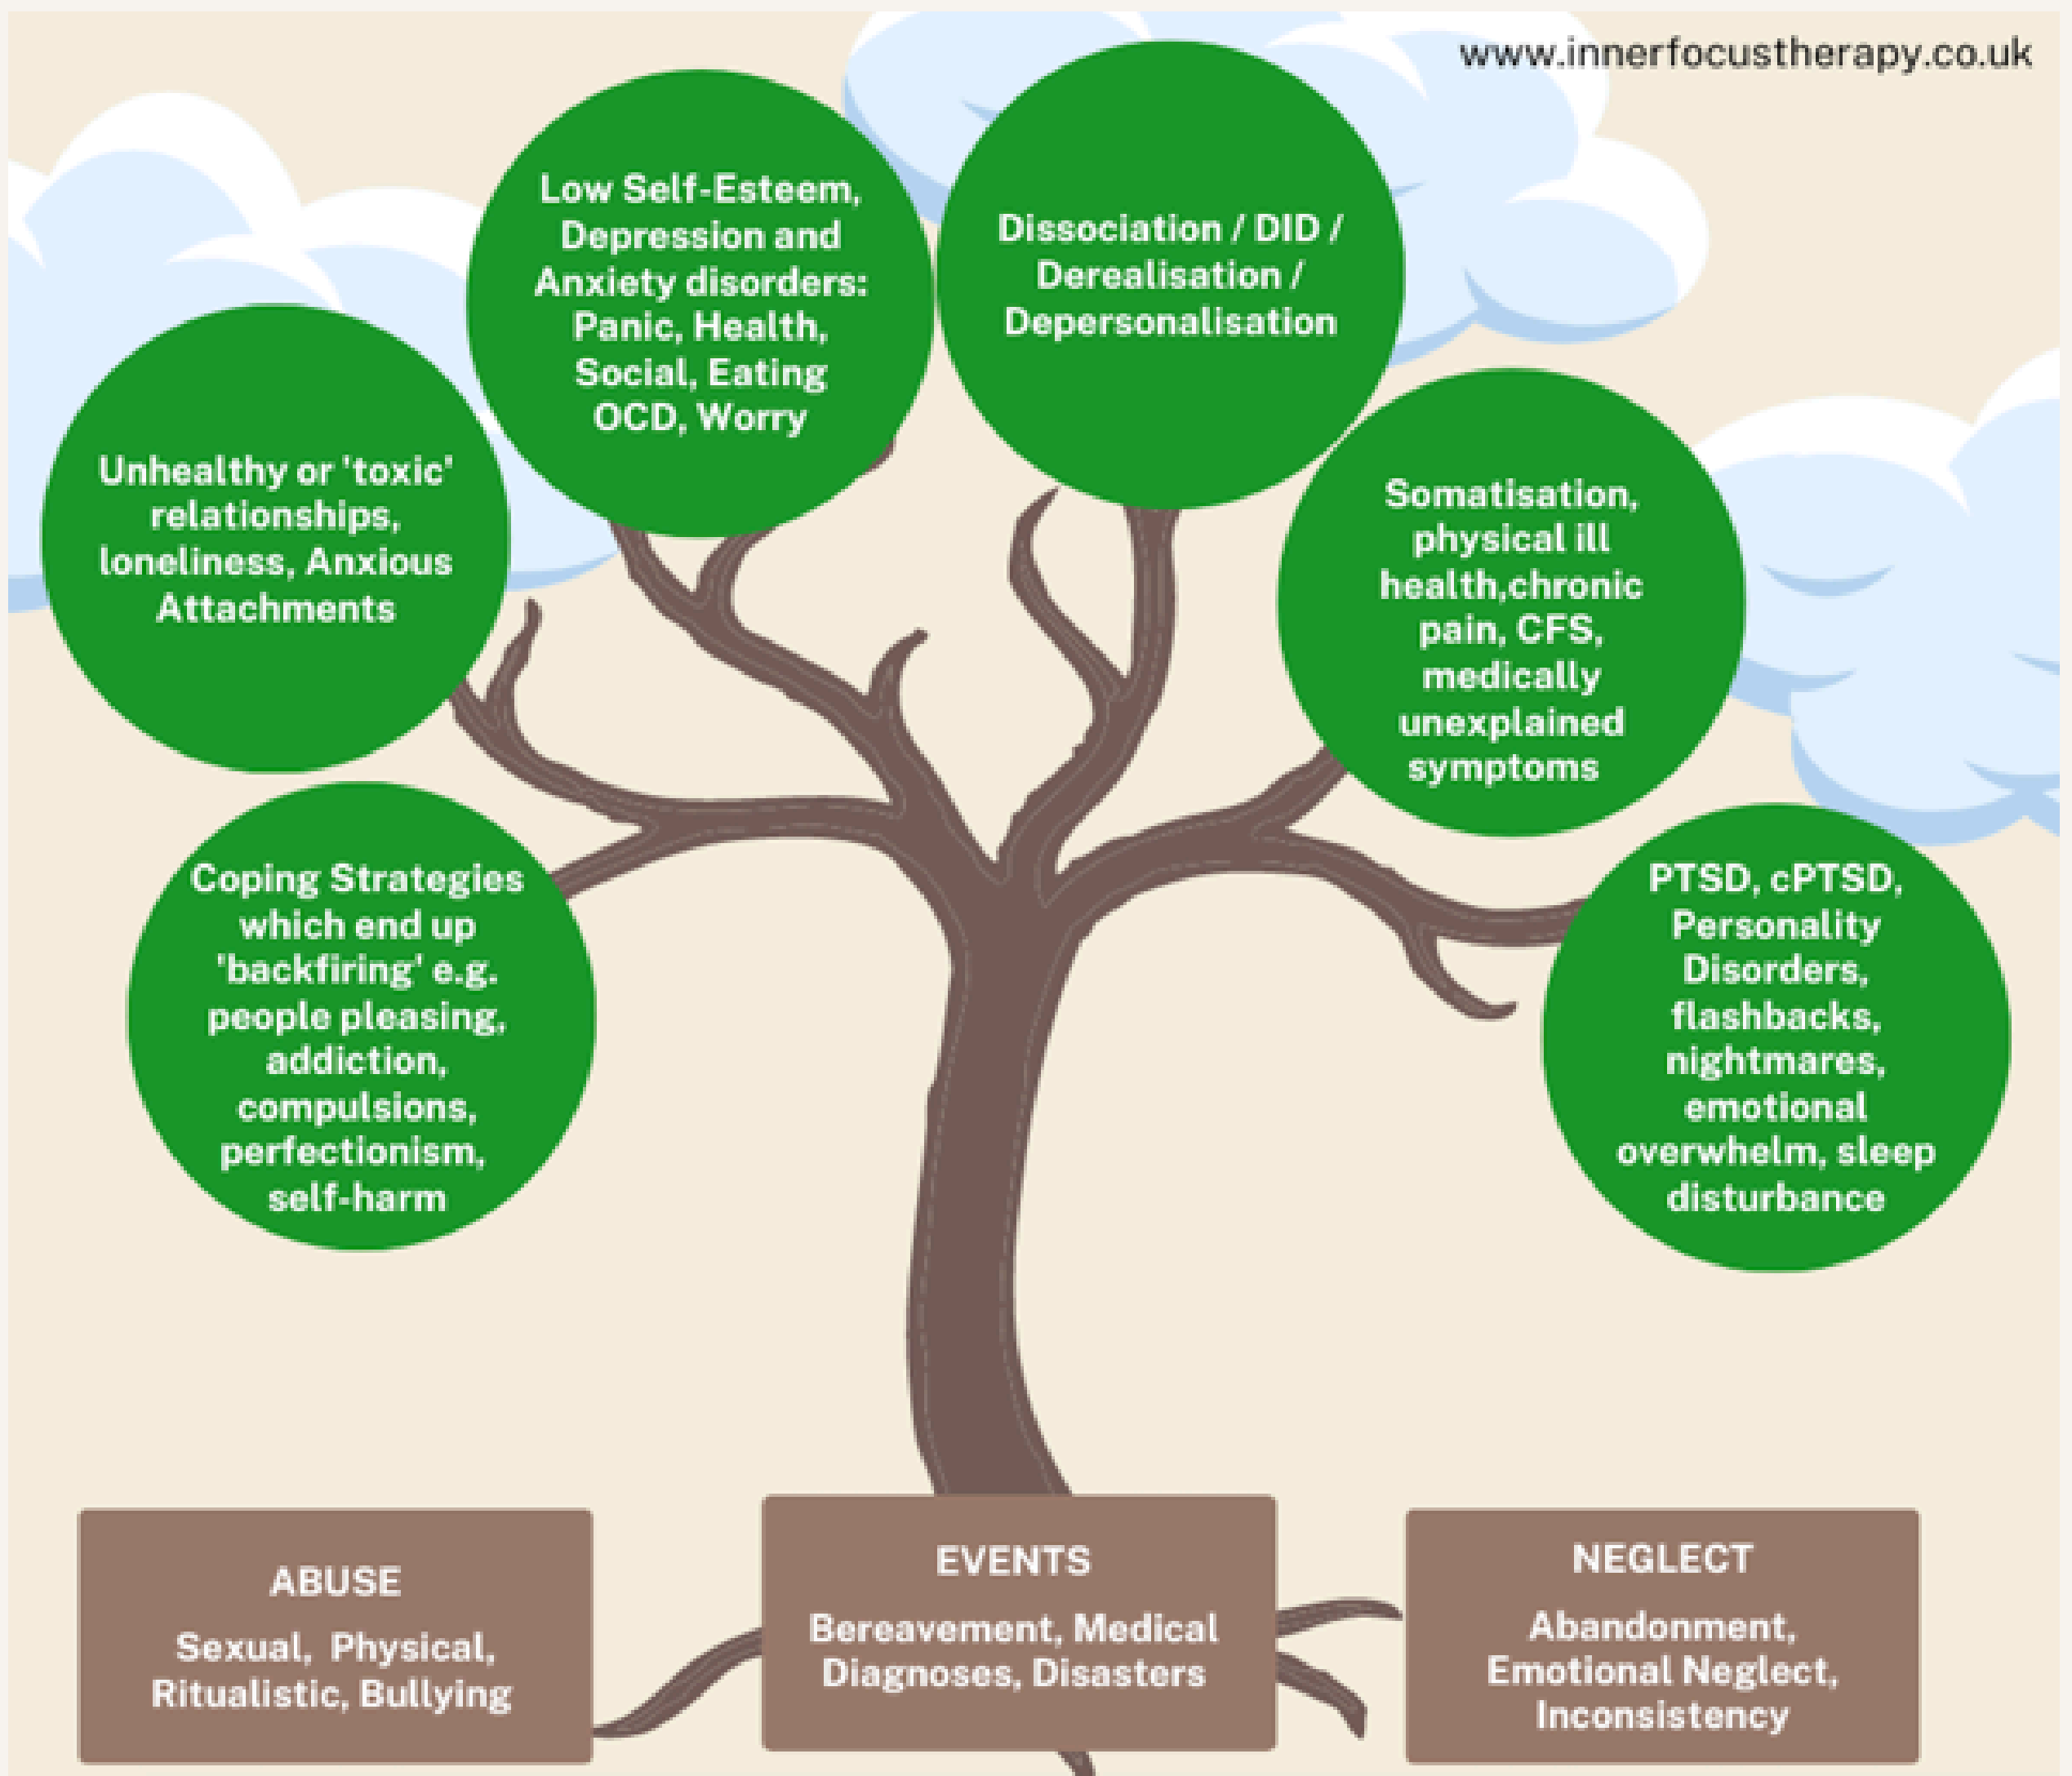 www.innerfocustherapy.co.uk
Low Self-Esteem,
Depression and
Anxiety disorders:
Panic, Health,
Social, Eating
OCD, Worry
Dissociation / DID /
Derealisation /
Depersonalisation
Unhealthy or 'toxic'
relationships,
loneliness, Anxious
Attachments
Somatisation,
physical ill
health,chronic
pain, CFS,
medically
unexplained
symptoms
Coping Strategies
which end up
'backfiring' e.g.
people pleasing,
addiction,
compulsions,
perfectionism,
self-harm
PTSD, cPTSD,
Personality
Disorders,
flashbacks,
nightmares,
emotional
overwhelm, sleep
disturbance
ABUSE
Sexual,  Physical,
Ritualistic, Bullying
EVENTS
Bereavement, Medical
Diagnoses, Disasters
NEGLECT
Abandonment,
Emotional Neglect,
Inconsistency